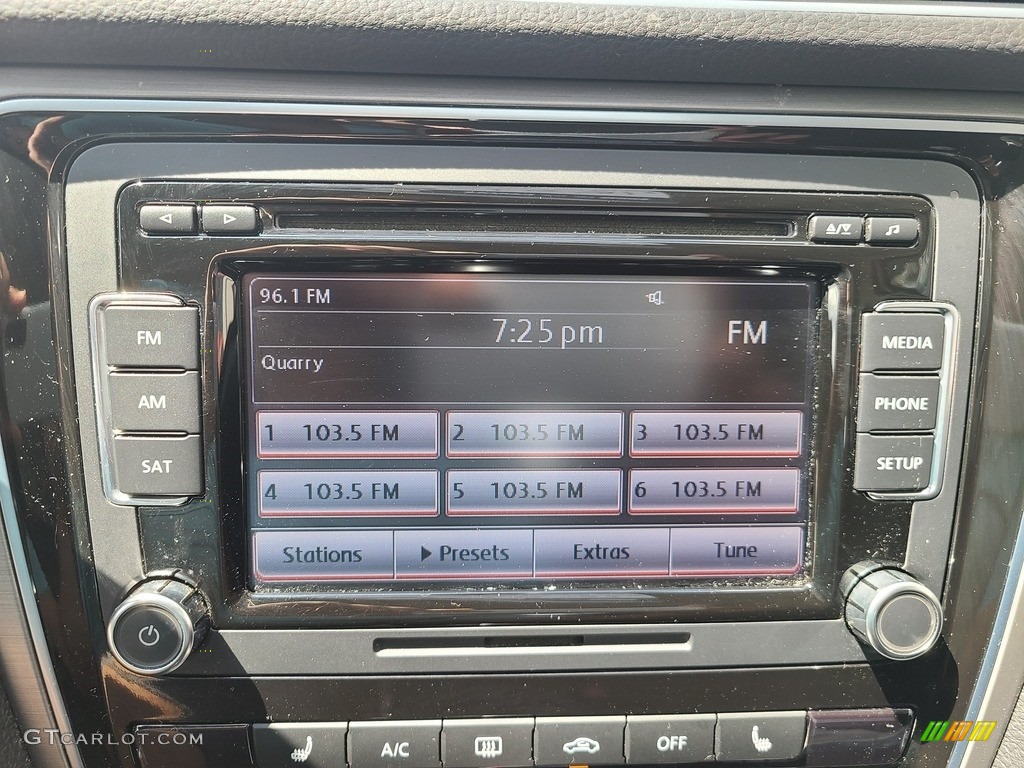 96.1 FM
7:25 pm FM
Quarry
FM
AM
SAT
MEDIA
PHONE
SETUP
1 103.5 FM 2 103.5 FM 3 103.5 FM
4 103.5 FM 5 103.5 FM 6 103.5 FM
Stations Presets Extras Tune
A/C OFF
GTCARLOT.COM